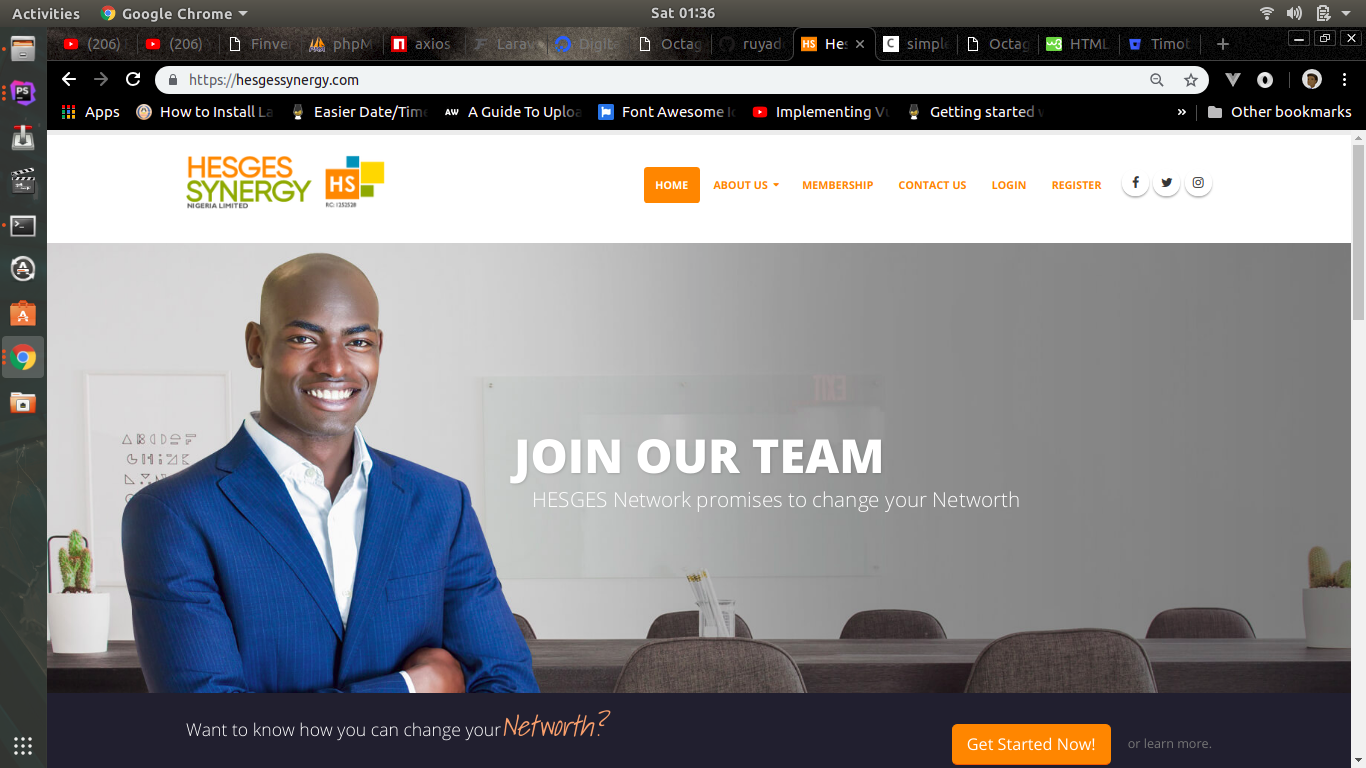 Activities Google Chrome Sat 01:36
(206) (206) Finver phpM axios Larav Digita Octag ruyad Hes simple Octag HTML Timot
https://hesgessynergy.com
Apps How to Install La Easier Date/Time AW A Guide To Uploa Font Awesome Ic Implementing Vu Getting started w » Other bookmarks
HESGES
SYNERGY
NIGERIA LIMITED
HS
RC: 1252528
HOME ABOUT US MEMBERSHIP CONTACT US LOGIN REGISTER
JOIN OUR TEAM
HESGES Network promises to change your Networth
Want to know how you can change your Networth?
Get Started Now! or learn more.